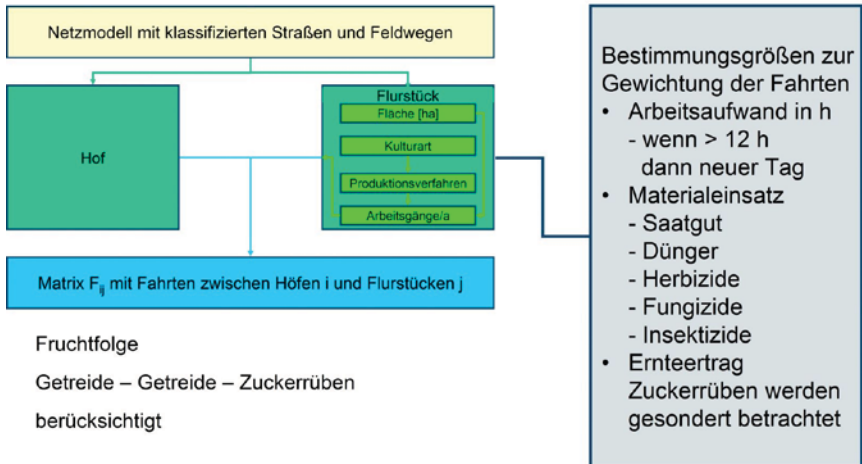 Netzmodell mit klassifizierten Straßen und Feldwegen
Hof
Flurstück
Fläche [ha]
Kulturart
Produktionsverfahren
Arbeitsgänge/a
Matrix Fij mit Fahrten zwischen Höfen i und Flurstücken j
Fruchtfolge
Getreide – Getreide – Zuckerrüben
berücksichtigt
Bestimmungsgrößen zur
Gewichtung der Fahrten
• Arbeitsaufwand in h
- wenn > 12 h
dann neuer Tag
• Materialeinsatz
- Saatgut
- Dünger
- Herbizide
- Fungizide
- Insektizide
• Ernteertrag
Zuckerrüben werden
gesondert betrachtet